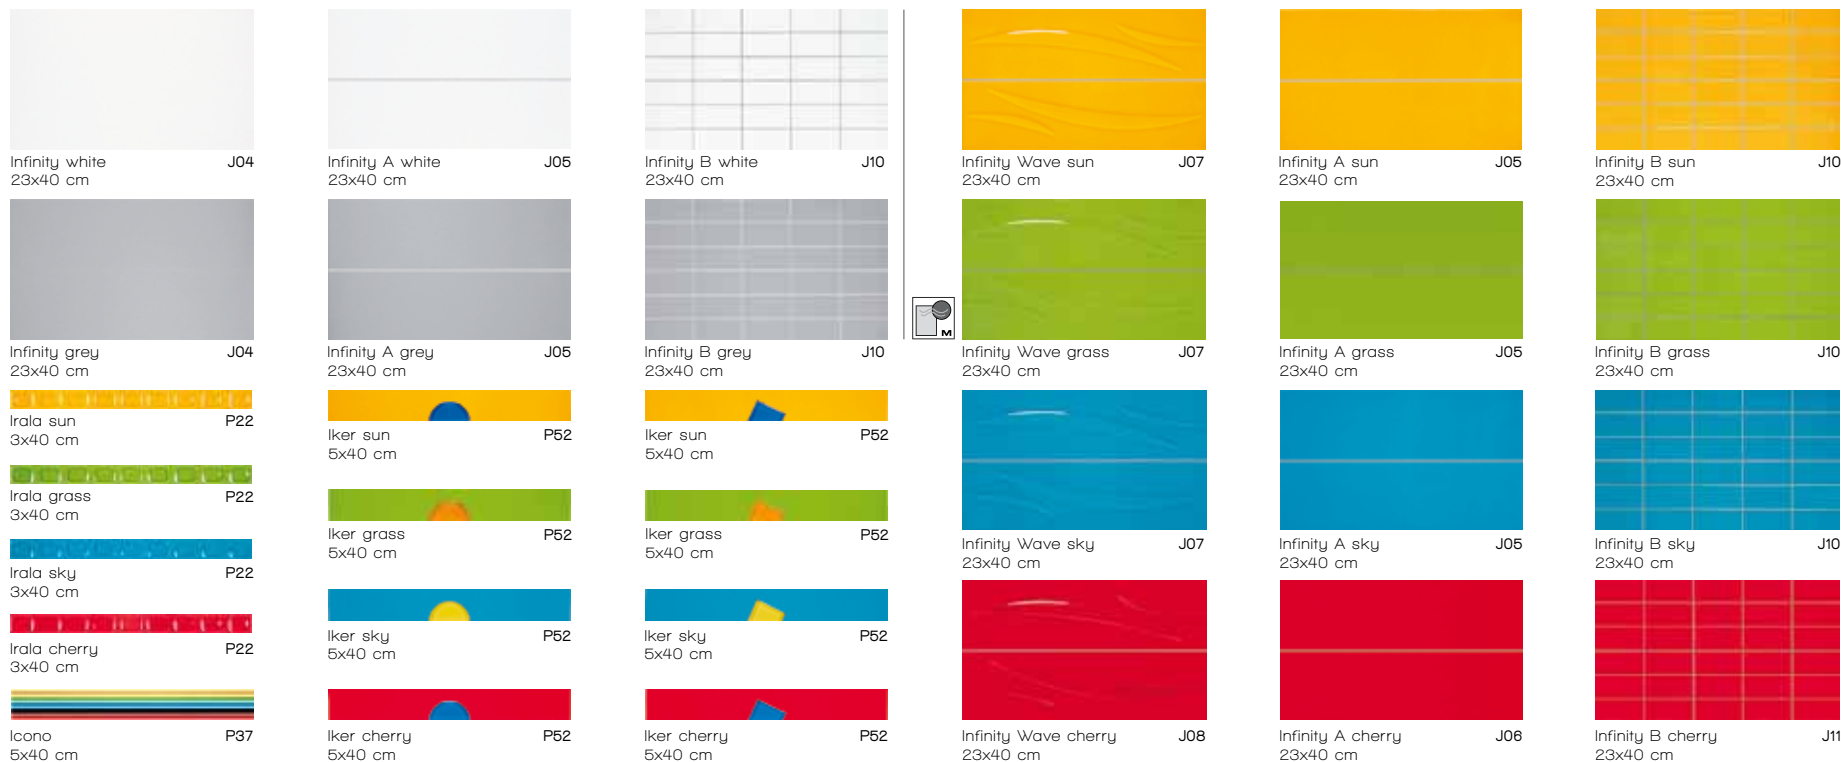 Infinity white J04
23x40 cm
Infinity A white J05
23x40 cm
Infinity B white J10
23x40 cm
Infinity Wave sun J07
23x40 cm
Infinity A sun J05
23x40 cm
Infinity B sun J10
23x40 cm
Infinity grey J04
23x40 cm
Infinity A grey J05
23x40 cm
Infinity B grey J10
23x40 cm
M
Infinity Wave grass J07
23x40 cm
Infinity A grass J05
23x40 cm
Infinity B grass J10
23x40 cm
Irala sun P22
3x40 cm
Iker sun P52
5x40 cm
Iker sun P52
5x40 cm
Irala grass P22
3x40 cm
Iker grass P52
5x40 cm
Iker grass P52
5x40 cm
Infinity Wave sky J07
23x40 cm
Infinity A sky J05
23x40 cm
Infinity B sky J10
23x40 cm
Irala sky P22
3x40 cm
Iker sky P52
5x40 cm
Iker sky P52
5x40 cm
Irala cherry P22
3x40 cm
Icono P37
5x40 cm
Iker cherry P52
5x40 cm
Iker cherry P52
5x40 cm
Infinity Wave cherry J08
23x40 cm
Infinity A cherry J06
23x40 cm
Infinity B cherry J11
23x40 cm